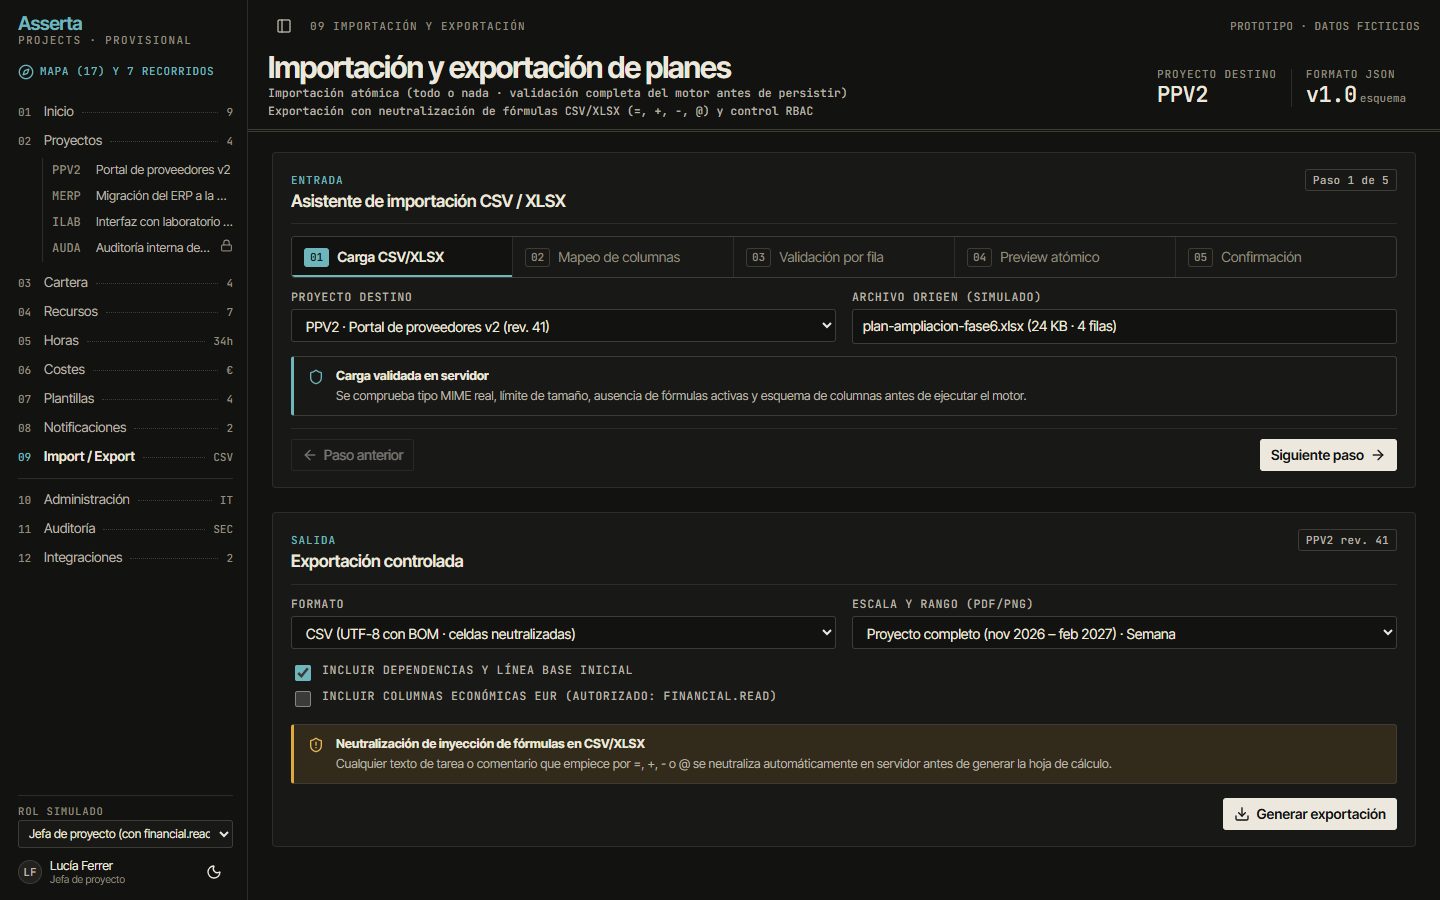 Asserta
PROJECTS · PROVISIONAL
MAPA (17) Y 7 RECORRIDOS
01 Inicio 9
02 Proyectos 4
PPV2 Portal de proveedores v2
MERP Migración del ERP a la ...
ILAB Interfaz con laboratorio ...
AUDA Auditoría interna de...
03 Cartera 4
04 Recursos 7
05 Horas 34h
06 Costes €
07 Plantillas 4
08 Notificaciones 2
09 Import / Export CSV
10 Administración IT
11 Auditoría SEC
12 Integraciones 2
ROL SIMULADO
Jefa de proyecto (con financial.read
LF Lucía Ferrer
Jefa de proyecto
09 IMPORTACIÓN Y EXPORTACIÓN
PROTOTIPO · DATOS FICTICIOS
Importación y exportación de planes
Importación atómica (todo o nada · validación completa del motor antes de persistir)
Exportación con neutralización de fórmulas CSV/XLSX (=, +, -, @) y control RBAC
PROYECTO DESTINO
PPV2
FORMATO JSON
v1.0 esquema
ENTRADA
Asistente de importación CSV / XLSX
Paso 1 de 5
01 Carga CSV/XLSX
02 Mapeo de columnas
03 Validación por fila
04 Preview atómico
05 Confirmación
PROYECTO DESTINO
PPV2 · Portal de proveedores v2 (rev. 41)
ARCHIVO ORIGEN (SIMULADO)
plan-ampliacion-fase6.xlsx (24 KB · 4 filas)
Carga validada en servidor
Se comprueba tipo MIME real, límite de tamaño, ausencia de fórmulas activas y esquema de columnas antes de ejecutar el motor.
Paso anterior
Siguiente paso
SALIDA
Exportación controlada
PPV2 rev. 41
FORMATO
CSV (UTF-8 con BOM · celdas neutralizadas)
ESCALA Y RANGO (PDF/PNG)
Proyecto completo (nov 2026 – feb 2027) · Semana
INCLUIR DEPENDENCIAS Y LÍNEA BASE INICIAL
INCLUIR COLUMNAS ECONÓMICAS EUR (AUTORIZADO: FINANCIAL.READ)
Neutralización de inyección de fórmulas en CSV/XLSX
Cualquier texto de tarea o comentario que empiece por =, +, - o @ se neutraliza automáticamente en servidor antes de generar la hoja de cálculo.
Generar exportación